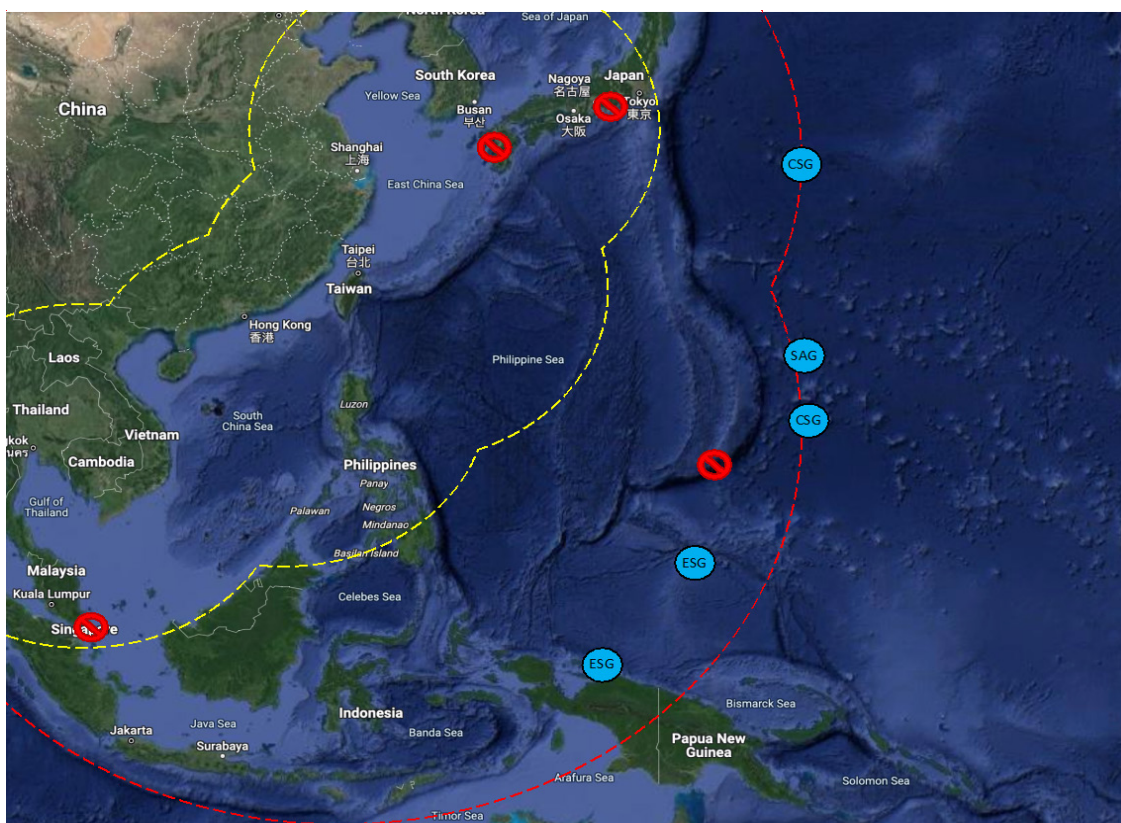 North Korea
Sea of Japan
China
South Korea
Yellow Sea
Busan
부산
Nagoya
名古屋
Japan
Tokyo
東京
Osaka
大阪
Shanghai
上海
East China Sea
CSG
Taipei
台北
Taiwan
Hong Kong
香港
Laos
Philippine Sea
SAG
Thailand
Luzon
South
China Sea
CSG
Vietnam
Cambodia
Philippines
Panay
Negros
Palawan
Mindanao
Gulf of
Thailand
Basilan Island
ESG
Malaysia
Kuala Lumpur
Celebes Sea
Singapore
ESG
Indonesia
Bismarck Sea
Java Sea
Jakarta
Banda Sea
Surabaya
Papua New
Guinea
Arafura Sea
Solomon Sea
Timor Sea